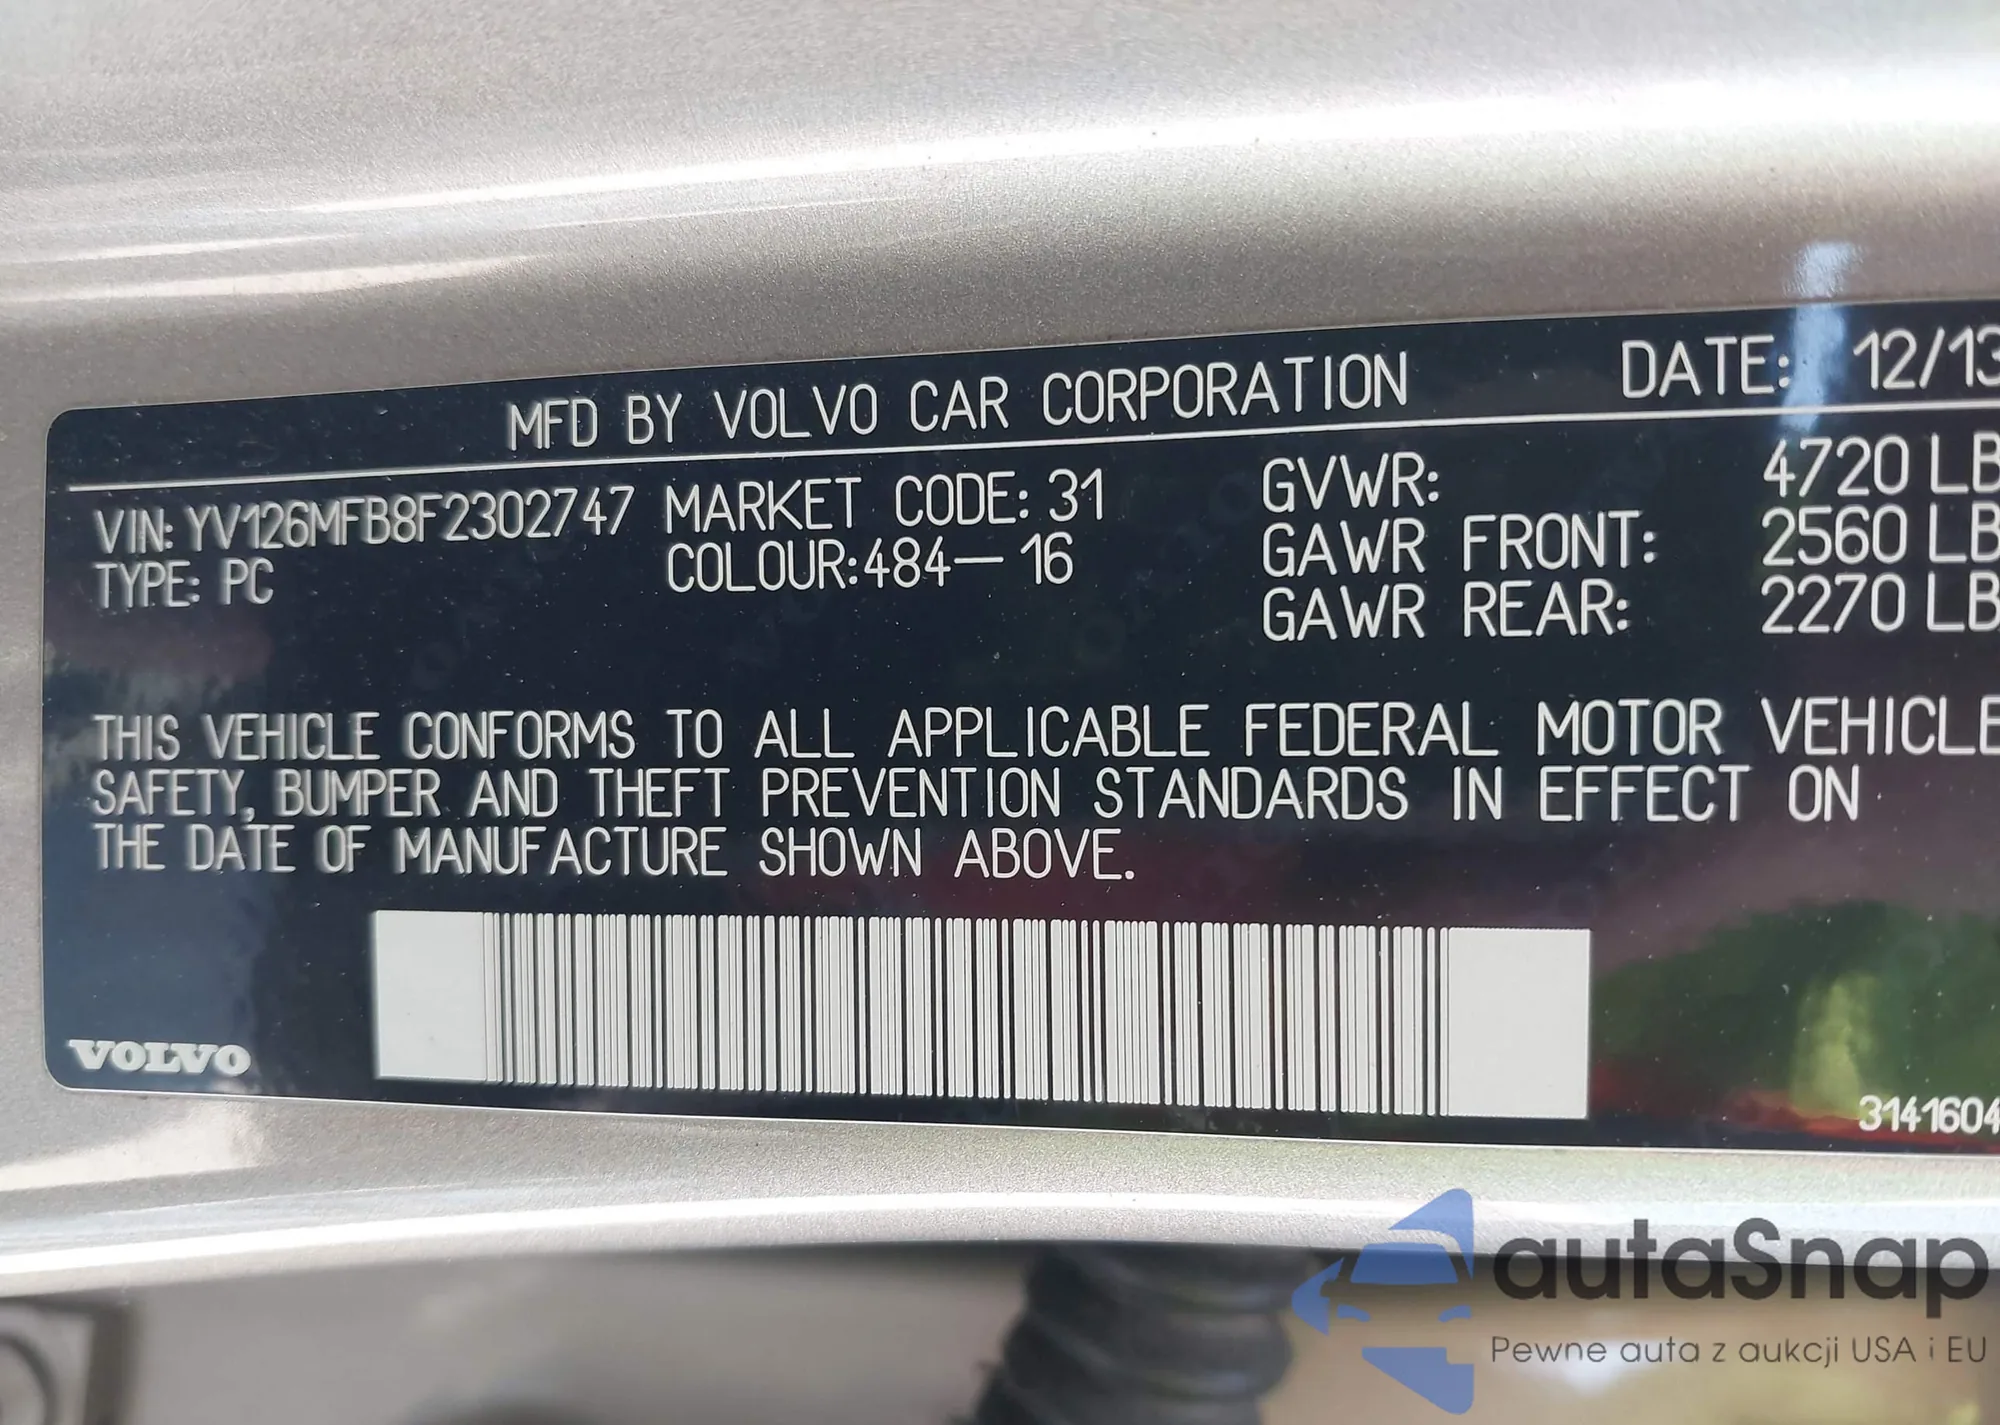 MFD BY VOLVO CAR CORPORATION DATE: 12/13
VIN: YV126MFB8F2302747 MARKET CODE: 31 GVWR: 4720 LB
TYPE: PC COLOUR:484-16 GAWR FRONT: 2560 LB
GAWR REAR: 2270 LB
THIS VEHICLE CONFORMS TO ALL APPLICABLE FEDERAL MOTOR VEHICLE
SAFETY, BUMPER AND THEFT PREVENTION STANDARDS IN EFFECT ON
THE DATE OF MANUFACTURE SHOWN ABOVE.
VOLVO
3141604
autaSnap
Pewne auta z aukcji USA i EU